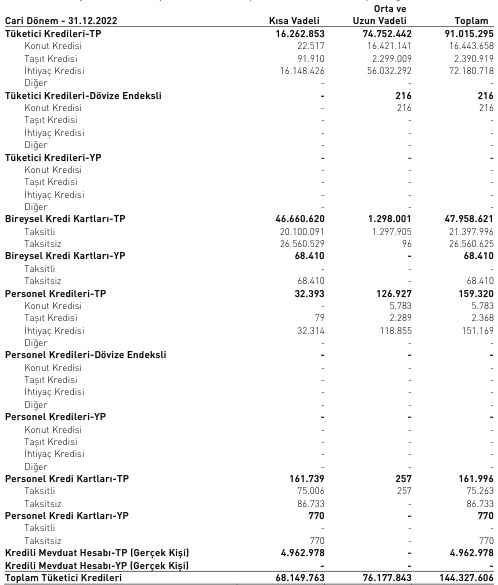 Orta ve
Cari Dönem - 31.12.2022 Kısa Vadeli Uzun Vadeli Toplam
Tüketici Kredileri-TP 16.262.853 74.752.442 91.015.295
Konut Kredisi 22.517 16.421.141 16.443.658
Taşıt Kredisi 91.910 2.299.009 2.390.919
İhtiyaç Kredisi 16.148.426 56.032.292 72.180.718
Diğer - - -
Tüketici Kredileri-Dövize Endeksli - 216 216
Konut Kredisi - 216 216
Taşıt Kredisi - - -
İhtiyaç Kredisi - - -
Diğer - - -
Tüketici Kredileri-YP - - -
Konut Kredisi - - -
Taşıt Kredisi - - -
İhtiyaç Kredisi - - -
Diğer - - -
Bireysel Kredi Kartları-TP 46.660.620 1.298.001 47.958.621
Taksitli 20.100.091 1.297.905 21.397.996
Taksitsiz 26.560.529 96 26.560.625
Bireysel Kredi Kartları-YP 68.410 - 68.410
Taksitli - - -
Taksitsiz 68.410 - 68.410
Personel Kredileri-TP 32.393 126.927 159.320
Konut Kredisi - 5.783 5.783
Taşıt Kredisi 79 2.289 2.368
İhtiyaç Kredisi 32.314 118.855 151.169
Diğer - - -
Personel Kredileri-Dövize Endeksli - - -
Konut Kredisi - - -
Taşıt Kredisi - - -
İhtiyaç Kredisi - - -
Diğer - - -
Personel Kredileri-YP - - -
Konut Kredisi - - -
Taşıt Kredisi - - -
İhtiyaç Kredisi - - -
Diğer - - -
Personel Kredi Kartları-TP 161.739 257 161.996
Taksitli 75.006 257 75.263
Taksitsiz 86.733 - 86.733
Personel Kredi Kartları-YP 770 - 770
Taksitli - - -
Taksitsiz 770 - 770
Kredili Mevduat Hesabı-TP (Gerçek Kişi) 4.962.978 - 4.962.978
Kredili Mevduat Hesabı-YP (Gerçek Kişi) - - -
Toplam Tüketici Kredileri 68.149.763 76.177.843 144.327.606